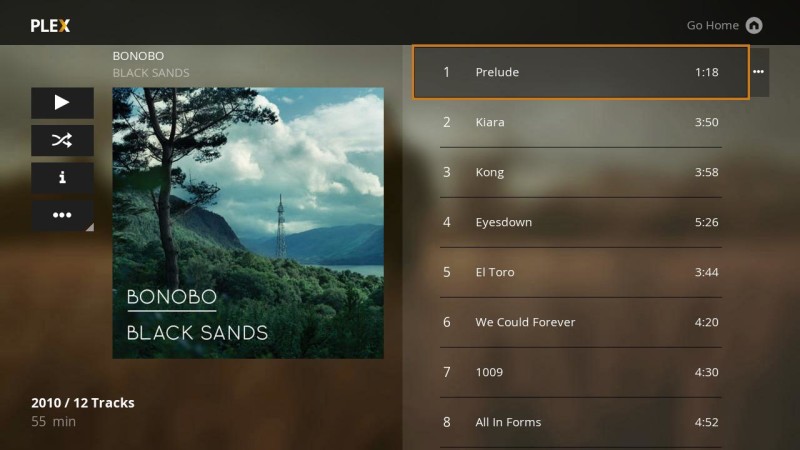 PLEX
Go Home
BONOBO
BLACK SANDS
BONOBO
BLACK SANDS
2010 / 12 Tracks
55 min
1 Prelude 1:18
2 Kiara 3:50
3 Kong 3:58
4 Eyesdown 5:26
5 El Toro 3:44
6 We Could Forever 4:20
7 1009 4:30
8 All In Forms 4:52